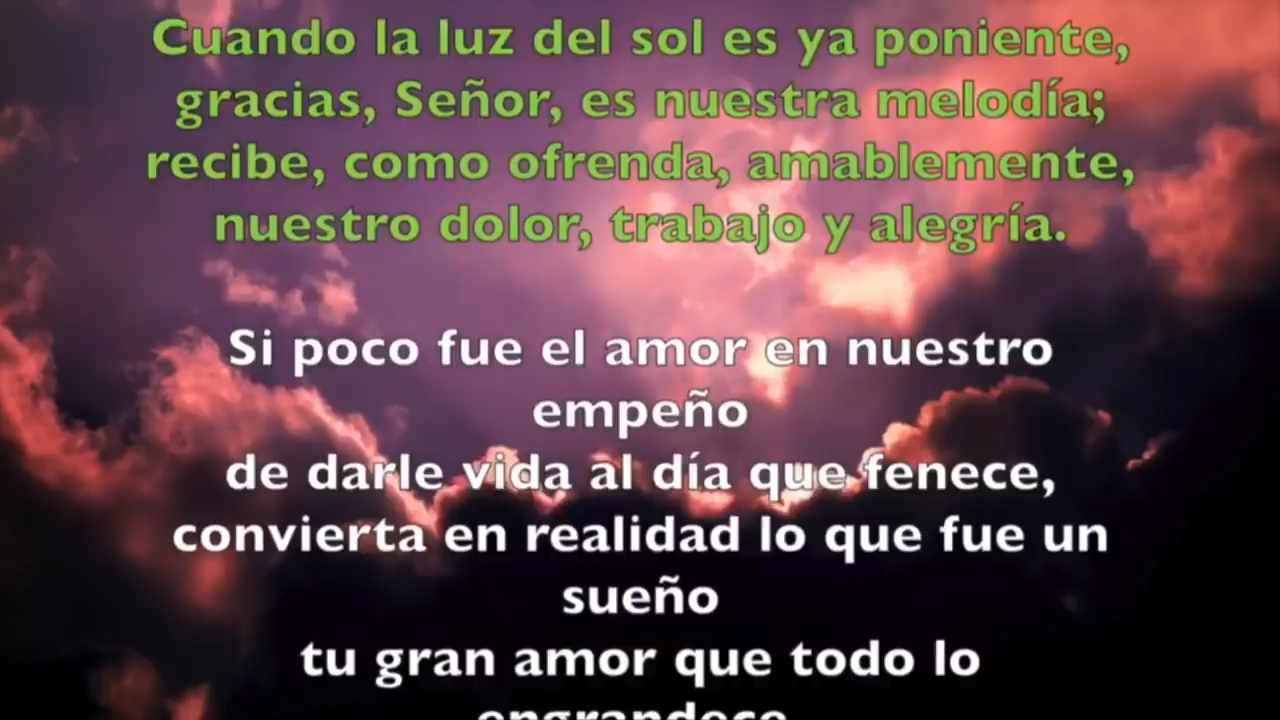 Cuando la luz del sol es ya poniente,
gracias, Señor, es nuestra melodía;
recibe, como ofrenda, amablemente,
nuestro dolor, trabajo y alegría.
Si poco fue el amor en nuestro
empeño
de darle vida al día que fenece,
convierta en realidad lo que fue un
sueño
tu gran amor que todo lo
engrandece.